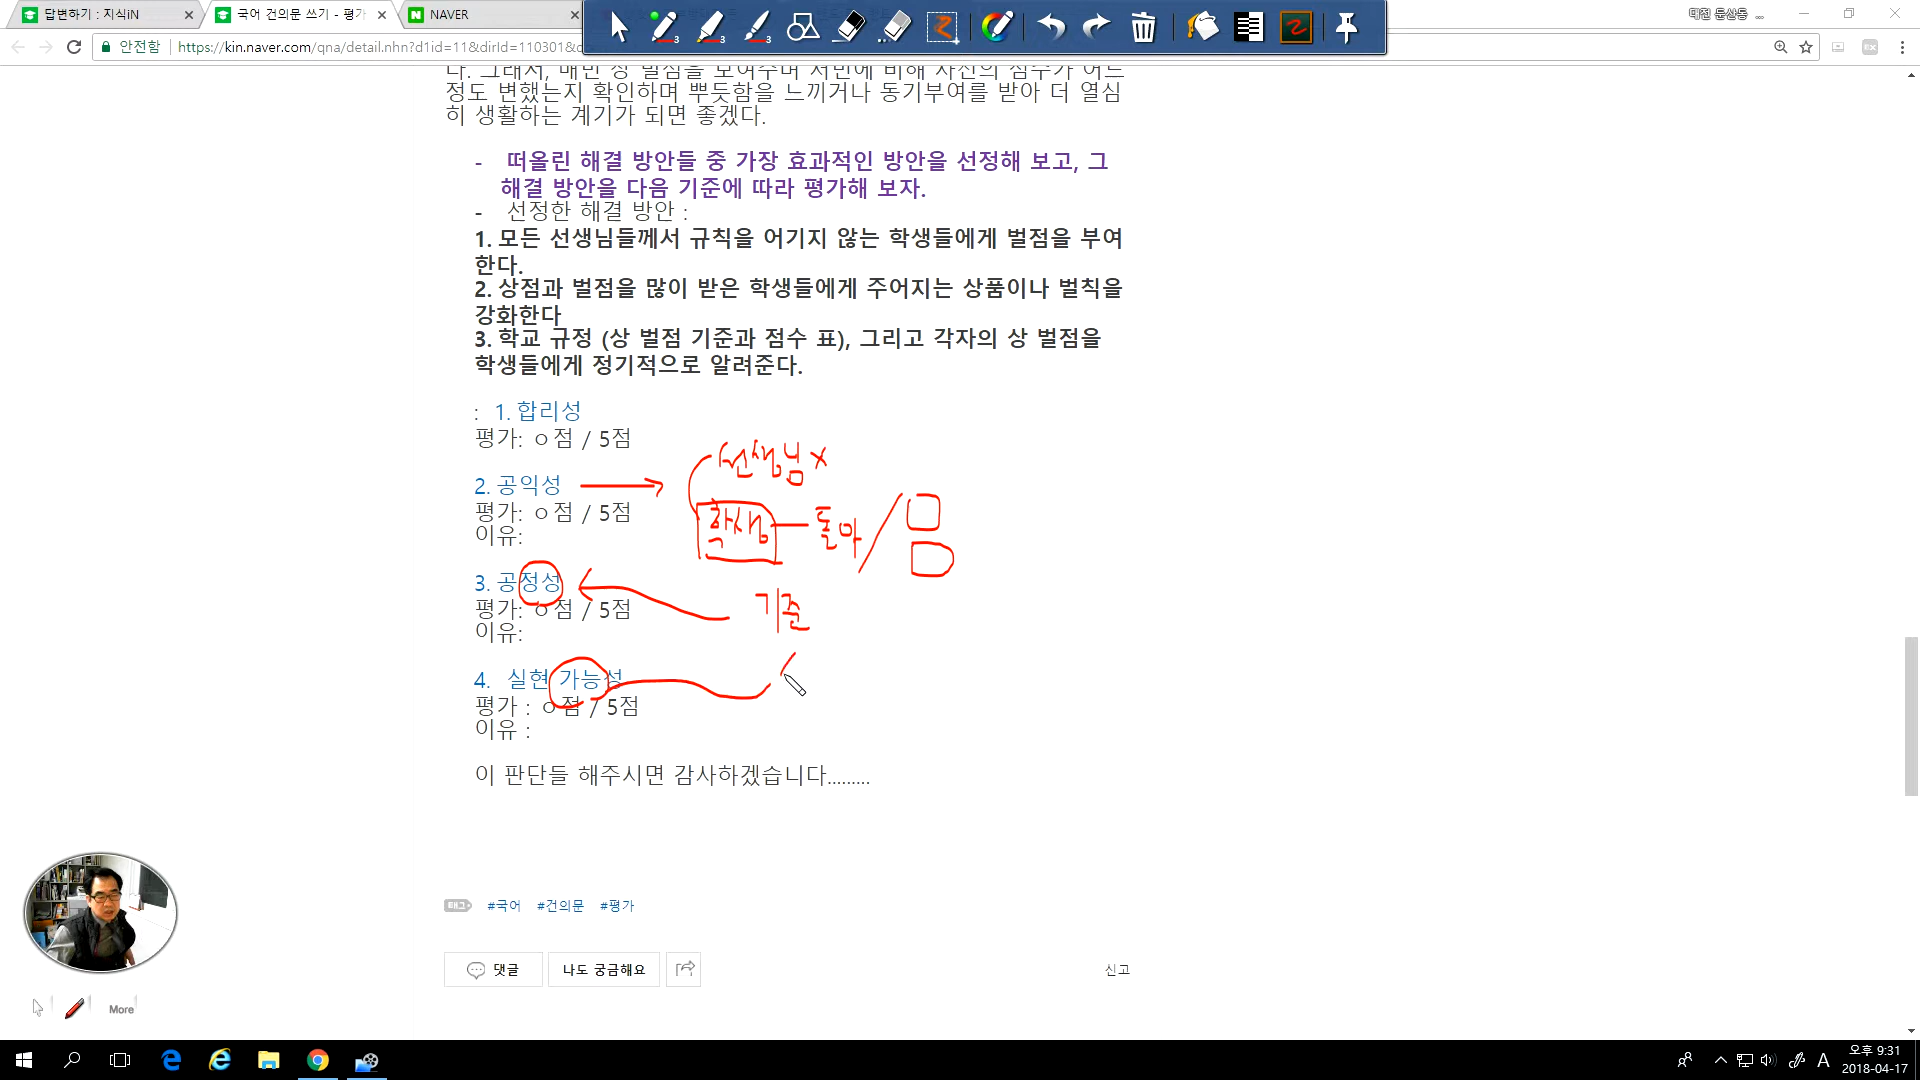 답변하기 : 지식iN
국어 건의문 쓰기 - 평가
NAVER
안전함
https://kin.naver.com/qna/detail.nhn?d1id=11&dirId=110301&d
정도 변했는지 확인하며 뿌듯함을 느끼거나 동기부여를 받아 더 열심
히 생활하는 계기가 되면 좋겠다.
- 떠올린 해결 방안들 중 가장 효과적인 방안을 선정해 보고, 그
해결 방안을 다음 기준에 따라 평가해 보자.
- 선정한 해결 방안 :
1. 모든 선생님들께서 규칙을 어기지 않는 학생들에게 벌점을 부여
한다.
2. 상점과 벌점을 많이 받은 학생들에게 주어지는 상품이나 벌칙을
강화한다
3. 학교 규정 (상 벌점 기준과 점수 표), 그리고 각자의 상 벌점을
학생들에게 정기적으로 알려준다.
: 1. 합리성
평가: ㅇ점 / 5점
선생님 x
2. 공익성
평가: ㅇ점 / 5점
학생
이유:
3. 공정성
평가: ㅇ점 / 5점
기준
이유:
4. 실현 가능성
평가 : ㅇ점 / 5점
이유 :
이 판단들 해주시면 감사하겠습니다.........
태그
#국어 #건의문 #평가
댓글
나도 궁금해요
신고
More
A
오후 9:31
2018-04-17